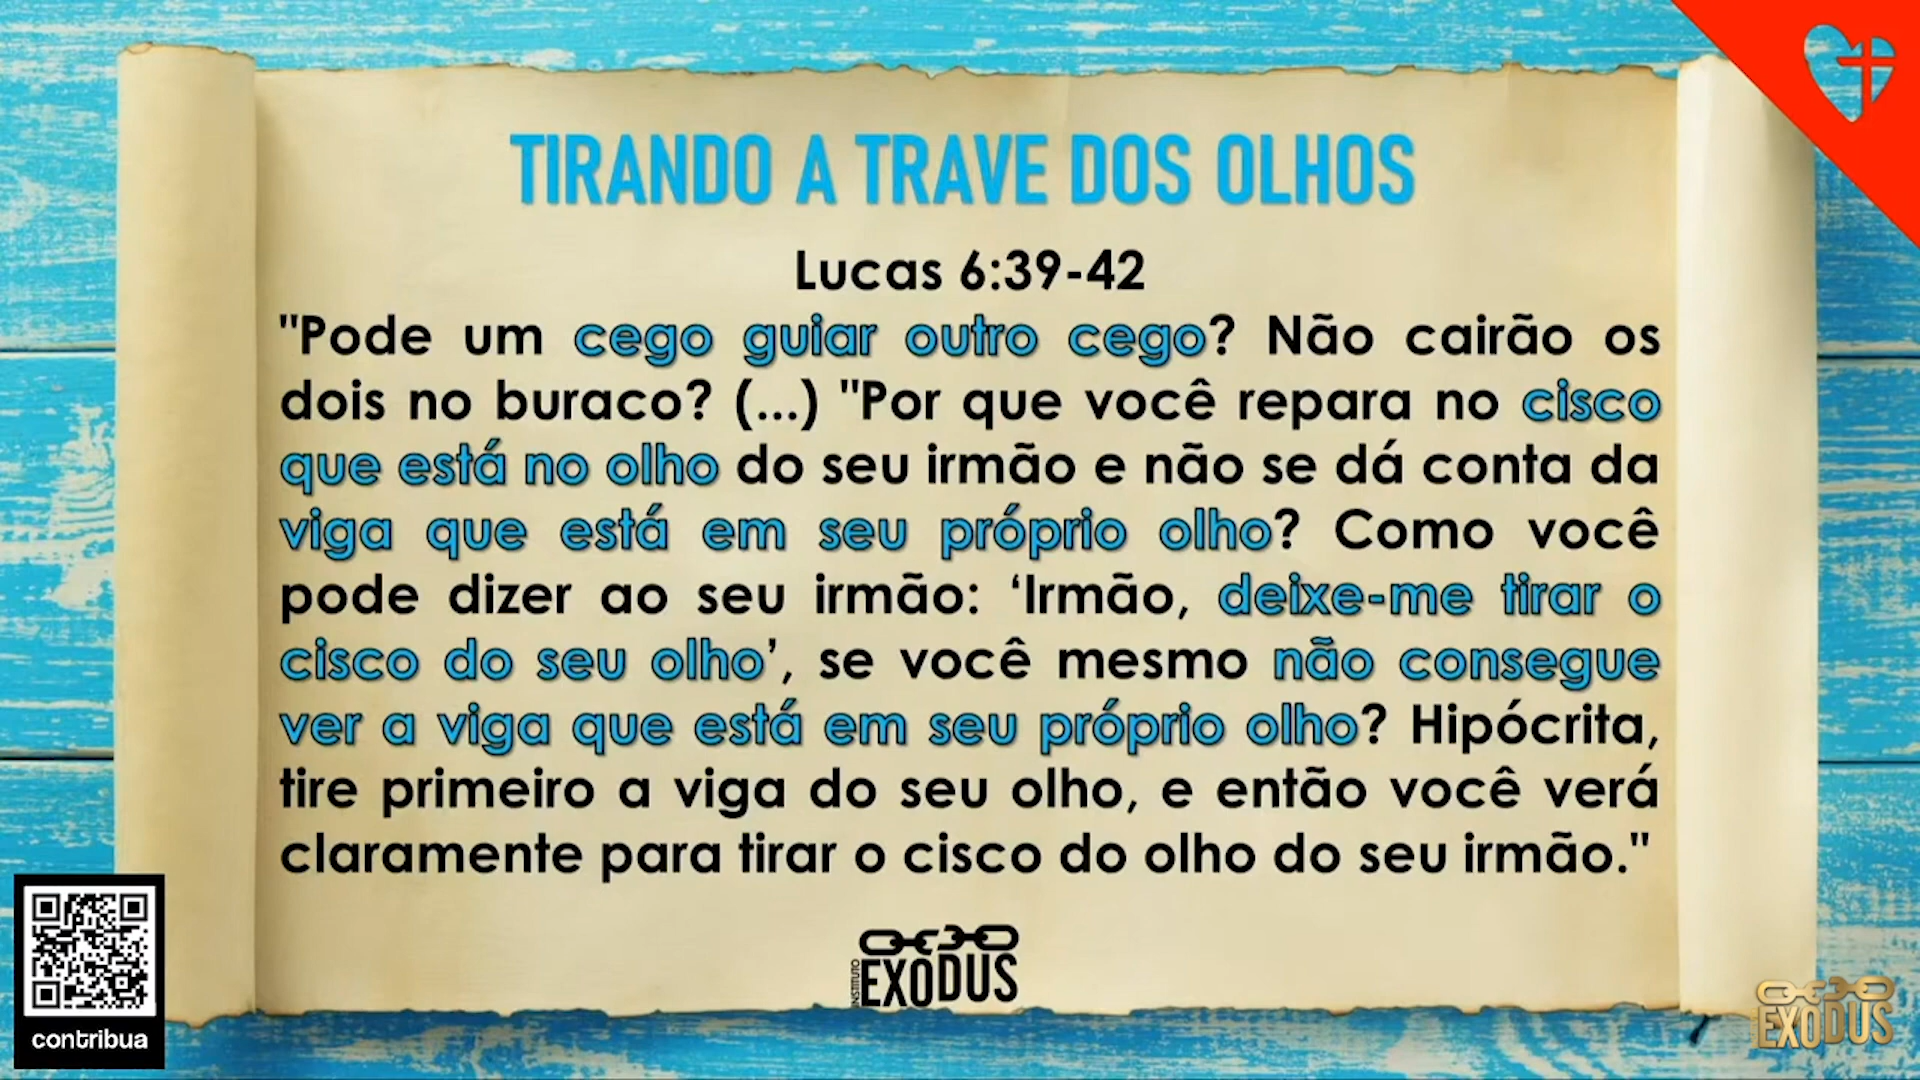 TIRANDO A TRAVE DOS OLHOS
Lucas 6:39-42
"Pode um cego guiar outro cego? Não cairão os
dois no buraco? (...) "Por que você repara no cisco
que está no olho do seu irmão e não se dá conta da
viga que está em seu próprio olho? Como você
pode dizer ao seu irmão: ‘Irmão, deixe-me tirar o
cisco do seu olho’, se você mesmo não consegue
ver a viga que está em seu próprio olho? Hipócrita,
tire primeiro a viga do seu olho, e então você verá
claramente para tirar o cisco do olho do seu irmão."
INSTITUTO
EXODUS
contribua
EXODUS